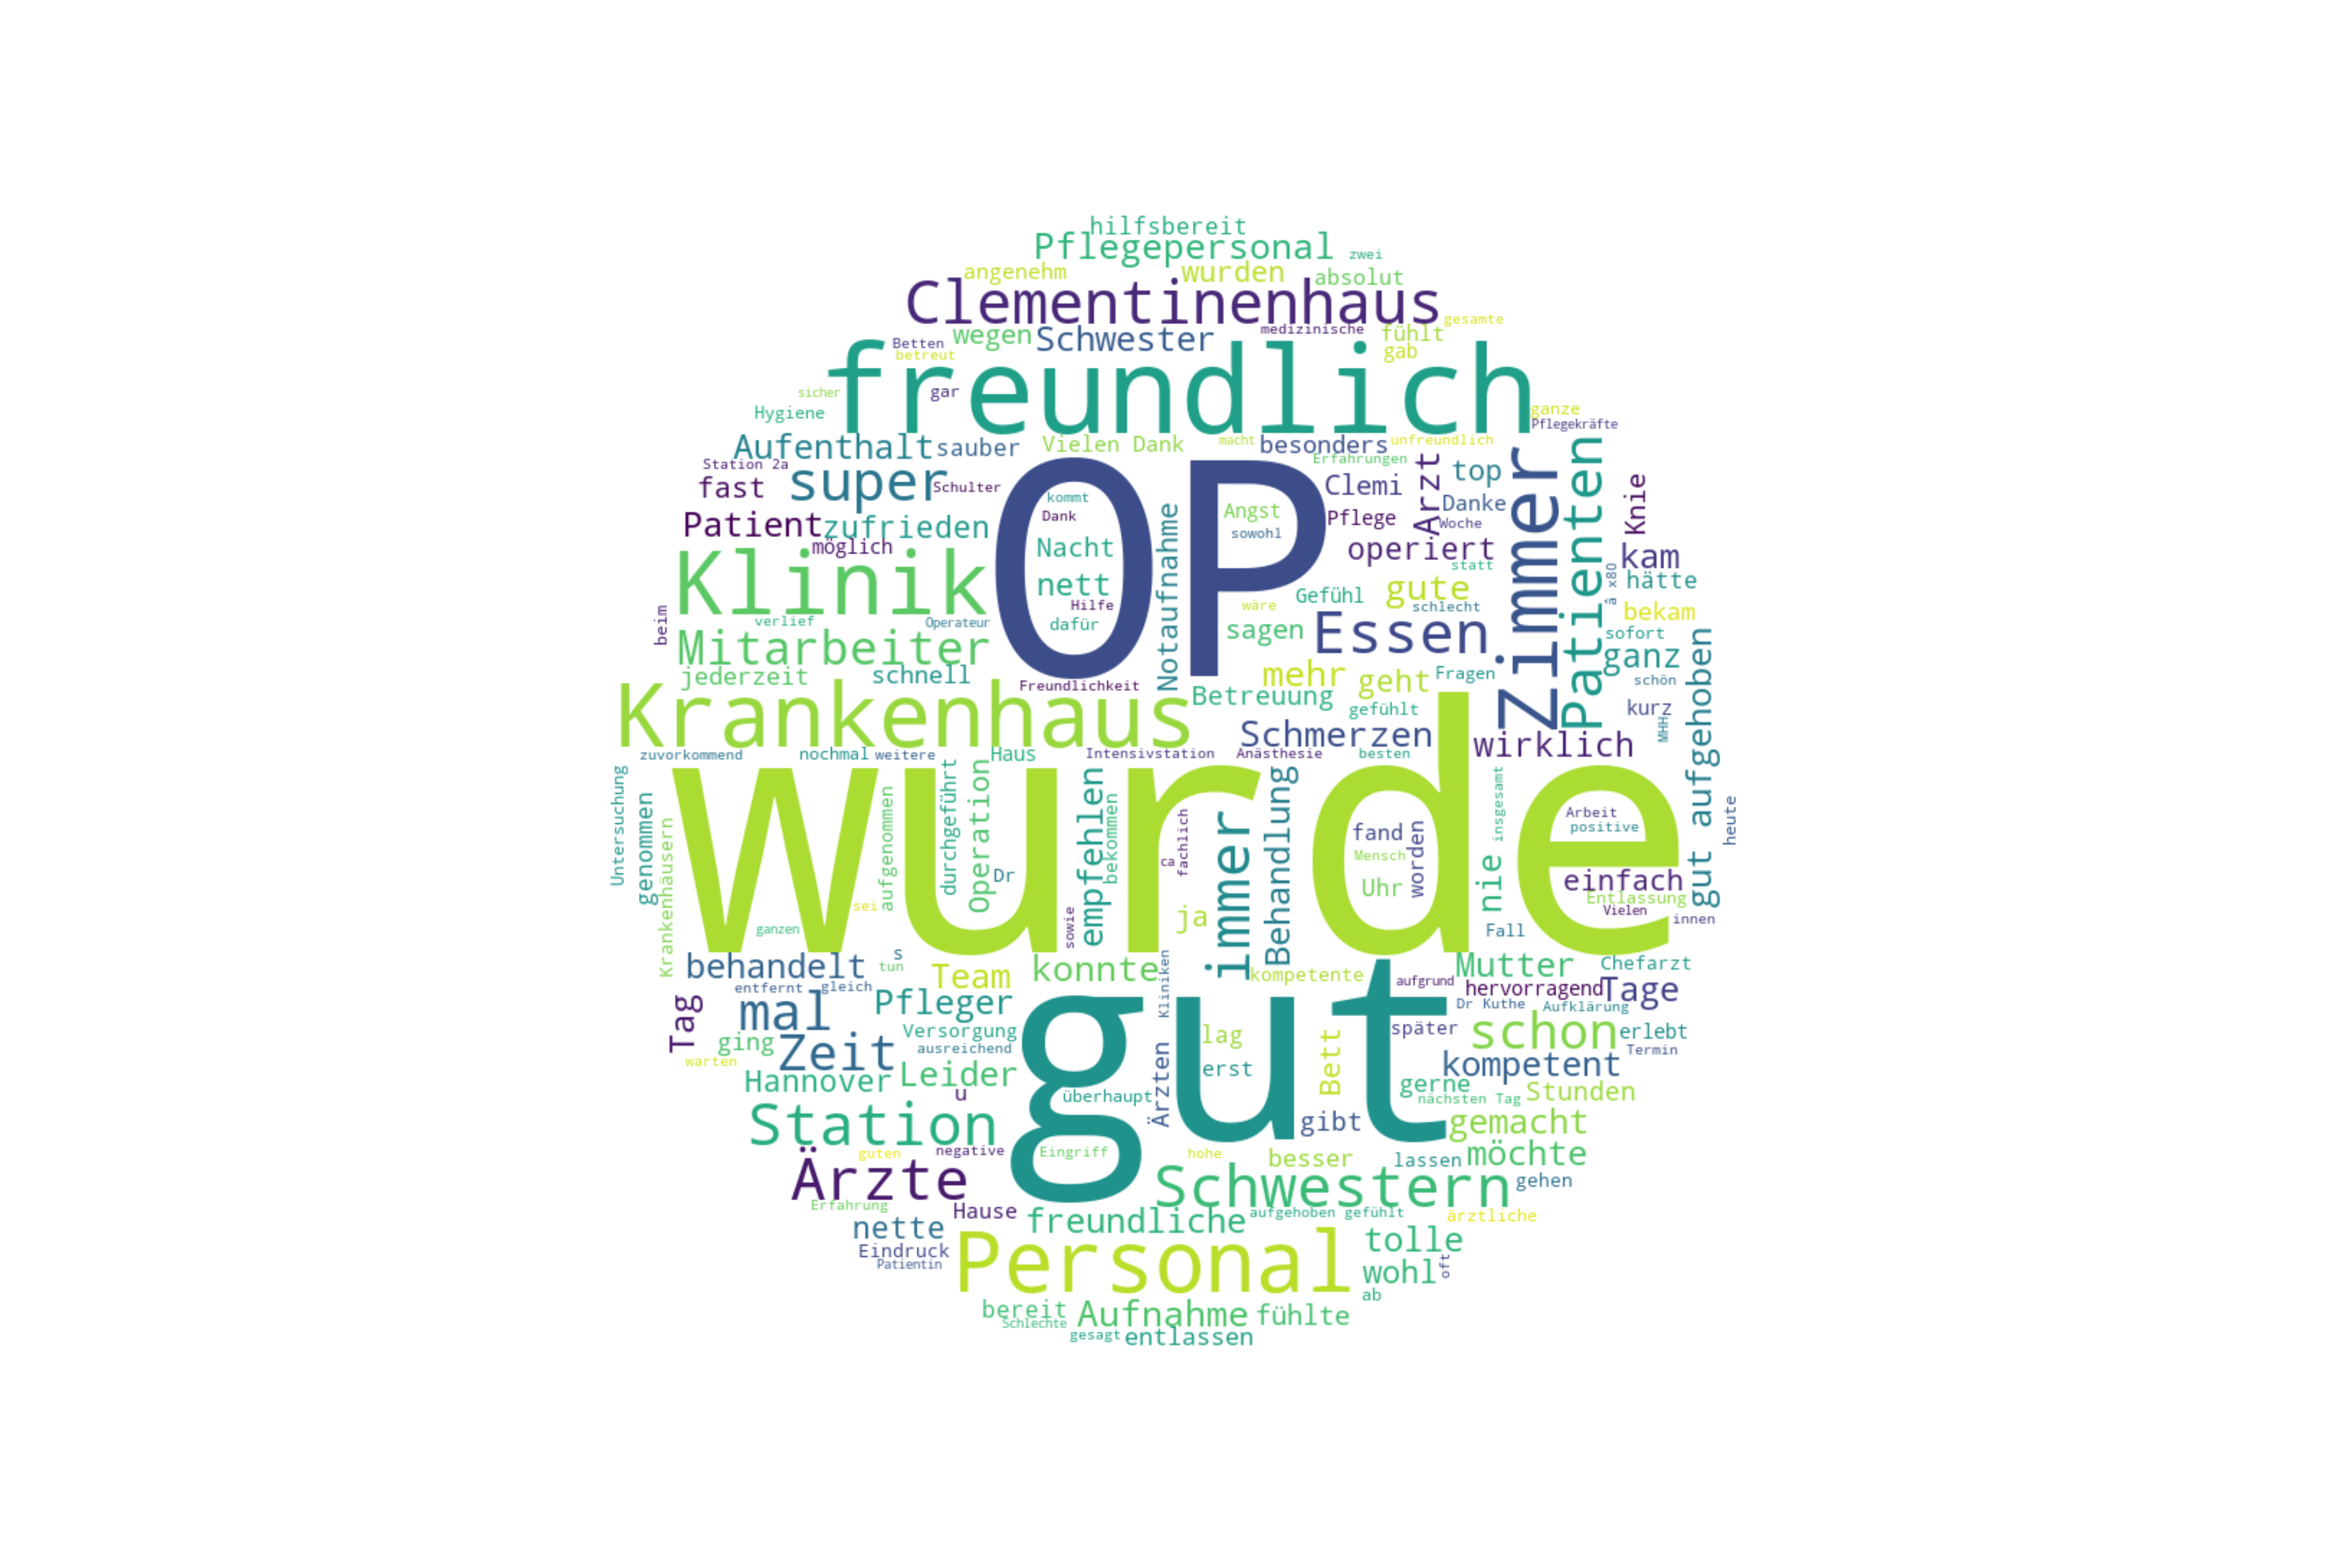 hilfsbereit
Pflegepersonal
zwei
angenehm
wurden
absolut
Clementinenhaus
gesamte
wegen
Schwester
medizinische
fühlt
Betten
betreut
gab
freundlich
sicher
gar
Hygiene
ganze
Pflegekräfte
Aufenthalt
sauber
Vielen Dank
macht
besonders
unfreundlich
Station 2a
super
Erfahrungen
Arzt
top
Zimmer
Patienten
fast
Schulter
OP
kommt
Clemi
Danke
Knie
Patient
zufrieden
Dank
Angst
Pflege
Woche
möglich
Nacht
sowohl
Notaufnahme
operiert
kam
Klinik
nett
statt
â x80
hätte
Hilfe
wäre
Gefühl
gute
schlecht
bekam
beim
verlief
Operateur
dafür
sagen
Essen
sofort
Mitarbeiter
ganz
gut aufgehoben
jederzeit
schnell
Freundlichkeit
mehr
geht
Fragen
schön
Krankenhaus
Betreuung
gefühlt
kurz
MHH
Schmerzen
wirklich
zuvorkommend
nochmal
weitere
Haus
Intensivstation
Anästhesie
besten
wurde
Untersuchung
genommen
Krankenhäusern
aufgenommen
durchgeführt
Operation
Dr
empfehlen
bekommen
ca
fachlich
immer
Behandlung
fand
worden
Mensch
Uhr
insgesamt
nie
Arbeit
positive
heute
einfach
Entlassung
Vielen
innen
sei
ganzen
sowie
ja
Fall
behandelt
s
tun
Team
konnte
Kliniken
kompetente
Mutter
Chefarzt
entfernt
gleich
aufgrund
hervorragend
Tage
Tag
mal
Pfleger
gut
Dr Kuthe
Aufklärung
ging
Versorgung
lag
später
schon
erlebt
Zeit
ausreichend
Bett
Termin
warten
Hannover
Leider
Ärzten
erst
kompetent
u
überhaupt
gerne
nächsten Tag
Stunden
Station
gibt
gemacht
guten
negative
Eingriff
hohe
besser
lassen
möchte
Ärzte
Schwestern
gehen
Erfahrung
Hause
freundliche
aufgehoben gefühlt
ärztliche
nette
Eindruck
Patientin
Personal
tolle
wohl
oft
ab
bereit
Schlechte
Aufnahme
fühlte
gesagt
entlassen